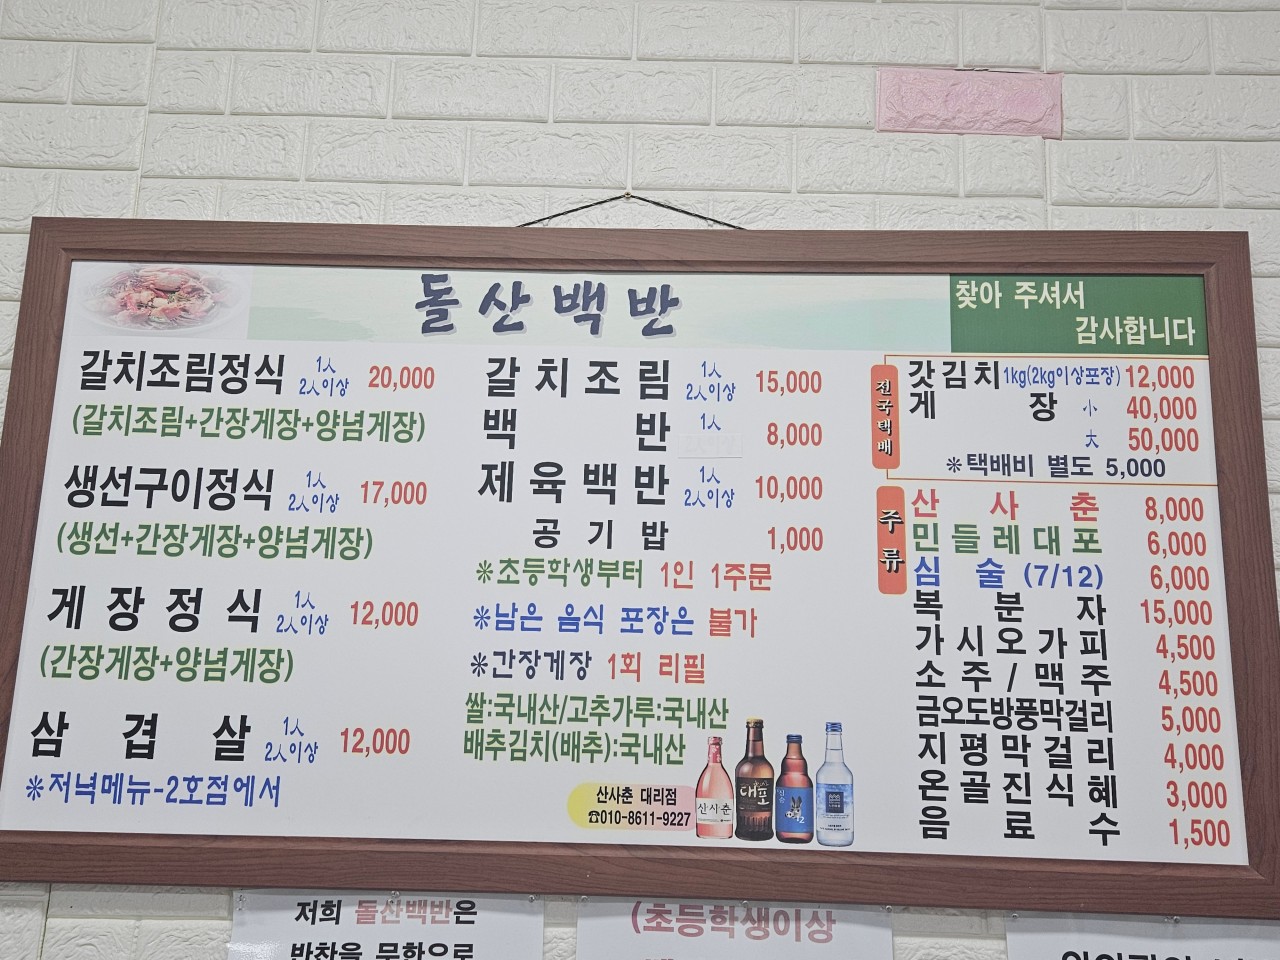 돌산백반
찾아 주셔서
감사합니다
갈치조림정식 1人 2人이상 20,000
(갈치조림+간장게장+양념게장)
생선구이정식 1人 2人이상 17,000
(생선+간장게장+양념게장)
게장정식 1人 2人이상 12,000
(간장게장+양념게장)
삼겹살 1人 2人이상 12,000
※저녁메뉴-2호점에서
갈치조림 1人 2人이상 15,000
백반 1人 8,000
제육백반 1人 2人이상 10,000
공기밥 1,000
※초등학생부터 1인 1주문
※남은 음식 포장은 불가
※간장게장 1회 리필
쌀:국내산/고추가루:국내산
배추김치(배추):국내산
산사춘 대리점
☎010-8611-9227
산사춘
대포
전국택배
갓김치 1kg(2kg이상포장) 12,000
게장 小 40,000
大 50,000
※택배비 별도 5,000
주류
산사춘 8,000
민들레대포 6,000
심술 (7/12) 6,000
복분자 15,000
가시오가피 4,500
소주/맥주 4,500
금오도방풍막걸리 5,000
지평막걸리 4,000
온골진식혜 3,000
음료수 1,500
저희 돌산백반은
반찬을 무한으로
(초등학생이상